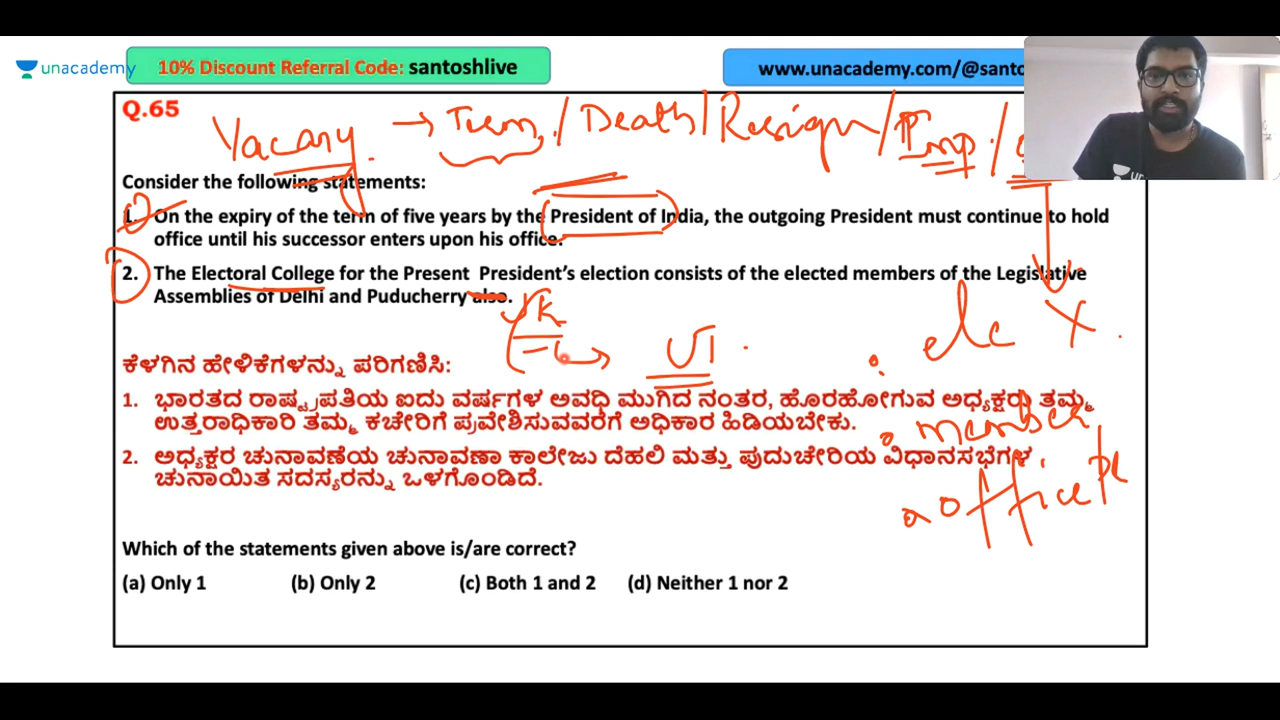 unacademy
10% Discount Referral Code: santoshlive
www.unacademy.com/@santo
Q.65
Vacany → Term / Death / Resign / Imp /
Consider the following statements:
1. On the expiry of the term of five years by the President of India, the outgoing President must continue to hold
office until his successor enters upon his office.
2. The Electoral College for the Present President's election consists of the elected members of the Legislative
Assemblies of Delhi and Puducherry also.
JK
UT
elc X
ಕೆಳಗಿನ ಹೇಳಿಕೆಗಳನ್ನು ಪರಿಗಣಿಸಿ:
1. ಭಾರತದ ರಾಷ್ಟ್ರಪತಿಯ ಐದು ವರ್ಷಗಳ ಅವಧಿ ಮುಗಿದ ನಂತರ, ಹೊರಹೋಗುವ ಅಧ್ಯಕ್ಷರು ತಮ್ಮ
ಉತ್ತರಾಧಿಕಾರಿ ತಮ್ಮ ಕಚೇರಿಗೆ ಪ್ರವೇಶಿಸುವವರೆಗೆ ಅಧಿಕಾರ ಹಿಡಿಯಬೇಕು.
member
2. ಅಧ್ಯಕ್ಷರ ಚುನಾವಣೆಯ ಚುನಾವಣಾ ಕಾಲೇಜು ದೆಹಲಿ ಮತ್ತು ಪುದುಚೇರಿಯ ವಿಧಾನಸಭೆಗಳ
ಚುನಾಯಿತ ಸದಸ್ಯರನ್ನು ಒಳಗೊಂಡಿದೆ.
office
Which of the statements given above is/are correct?
(a) Only 1 (b) Only 2 (c) Both 1 and 2 (d) Neither 1 nor 2